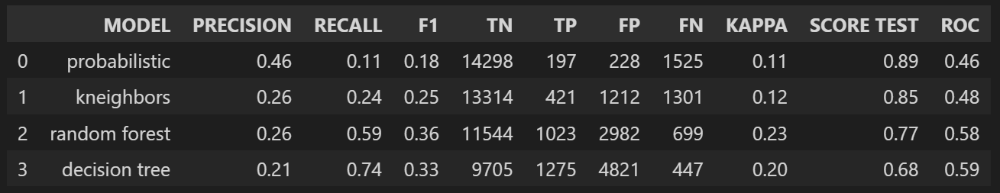 MODEL PRECISION RECALL F1 TN TP FP FN KAPPA SCORE TEST ROC
0 probabilistic 0.46 0.11 0.18 14298 197 228 1525 0.11 0.89 0.46
1 kneighbors 0.26 0.24 0.25 13314 421 1212 1301 0.12 0.85 0.48
2 random forest 0.26 0.59 0.36 11544 1023 2982 699 0.23 0.77 0.58
3 decision tree 0.21 0.74 0.33 9705 1275 4821 447 0.20 0.68 0.59